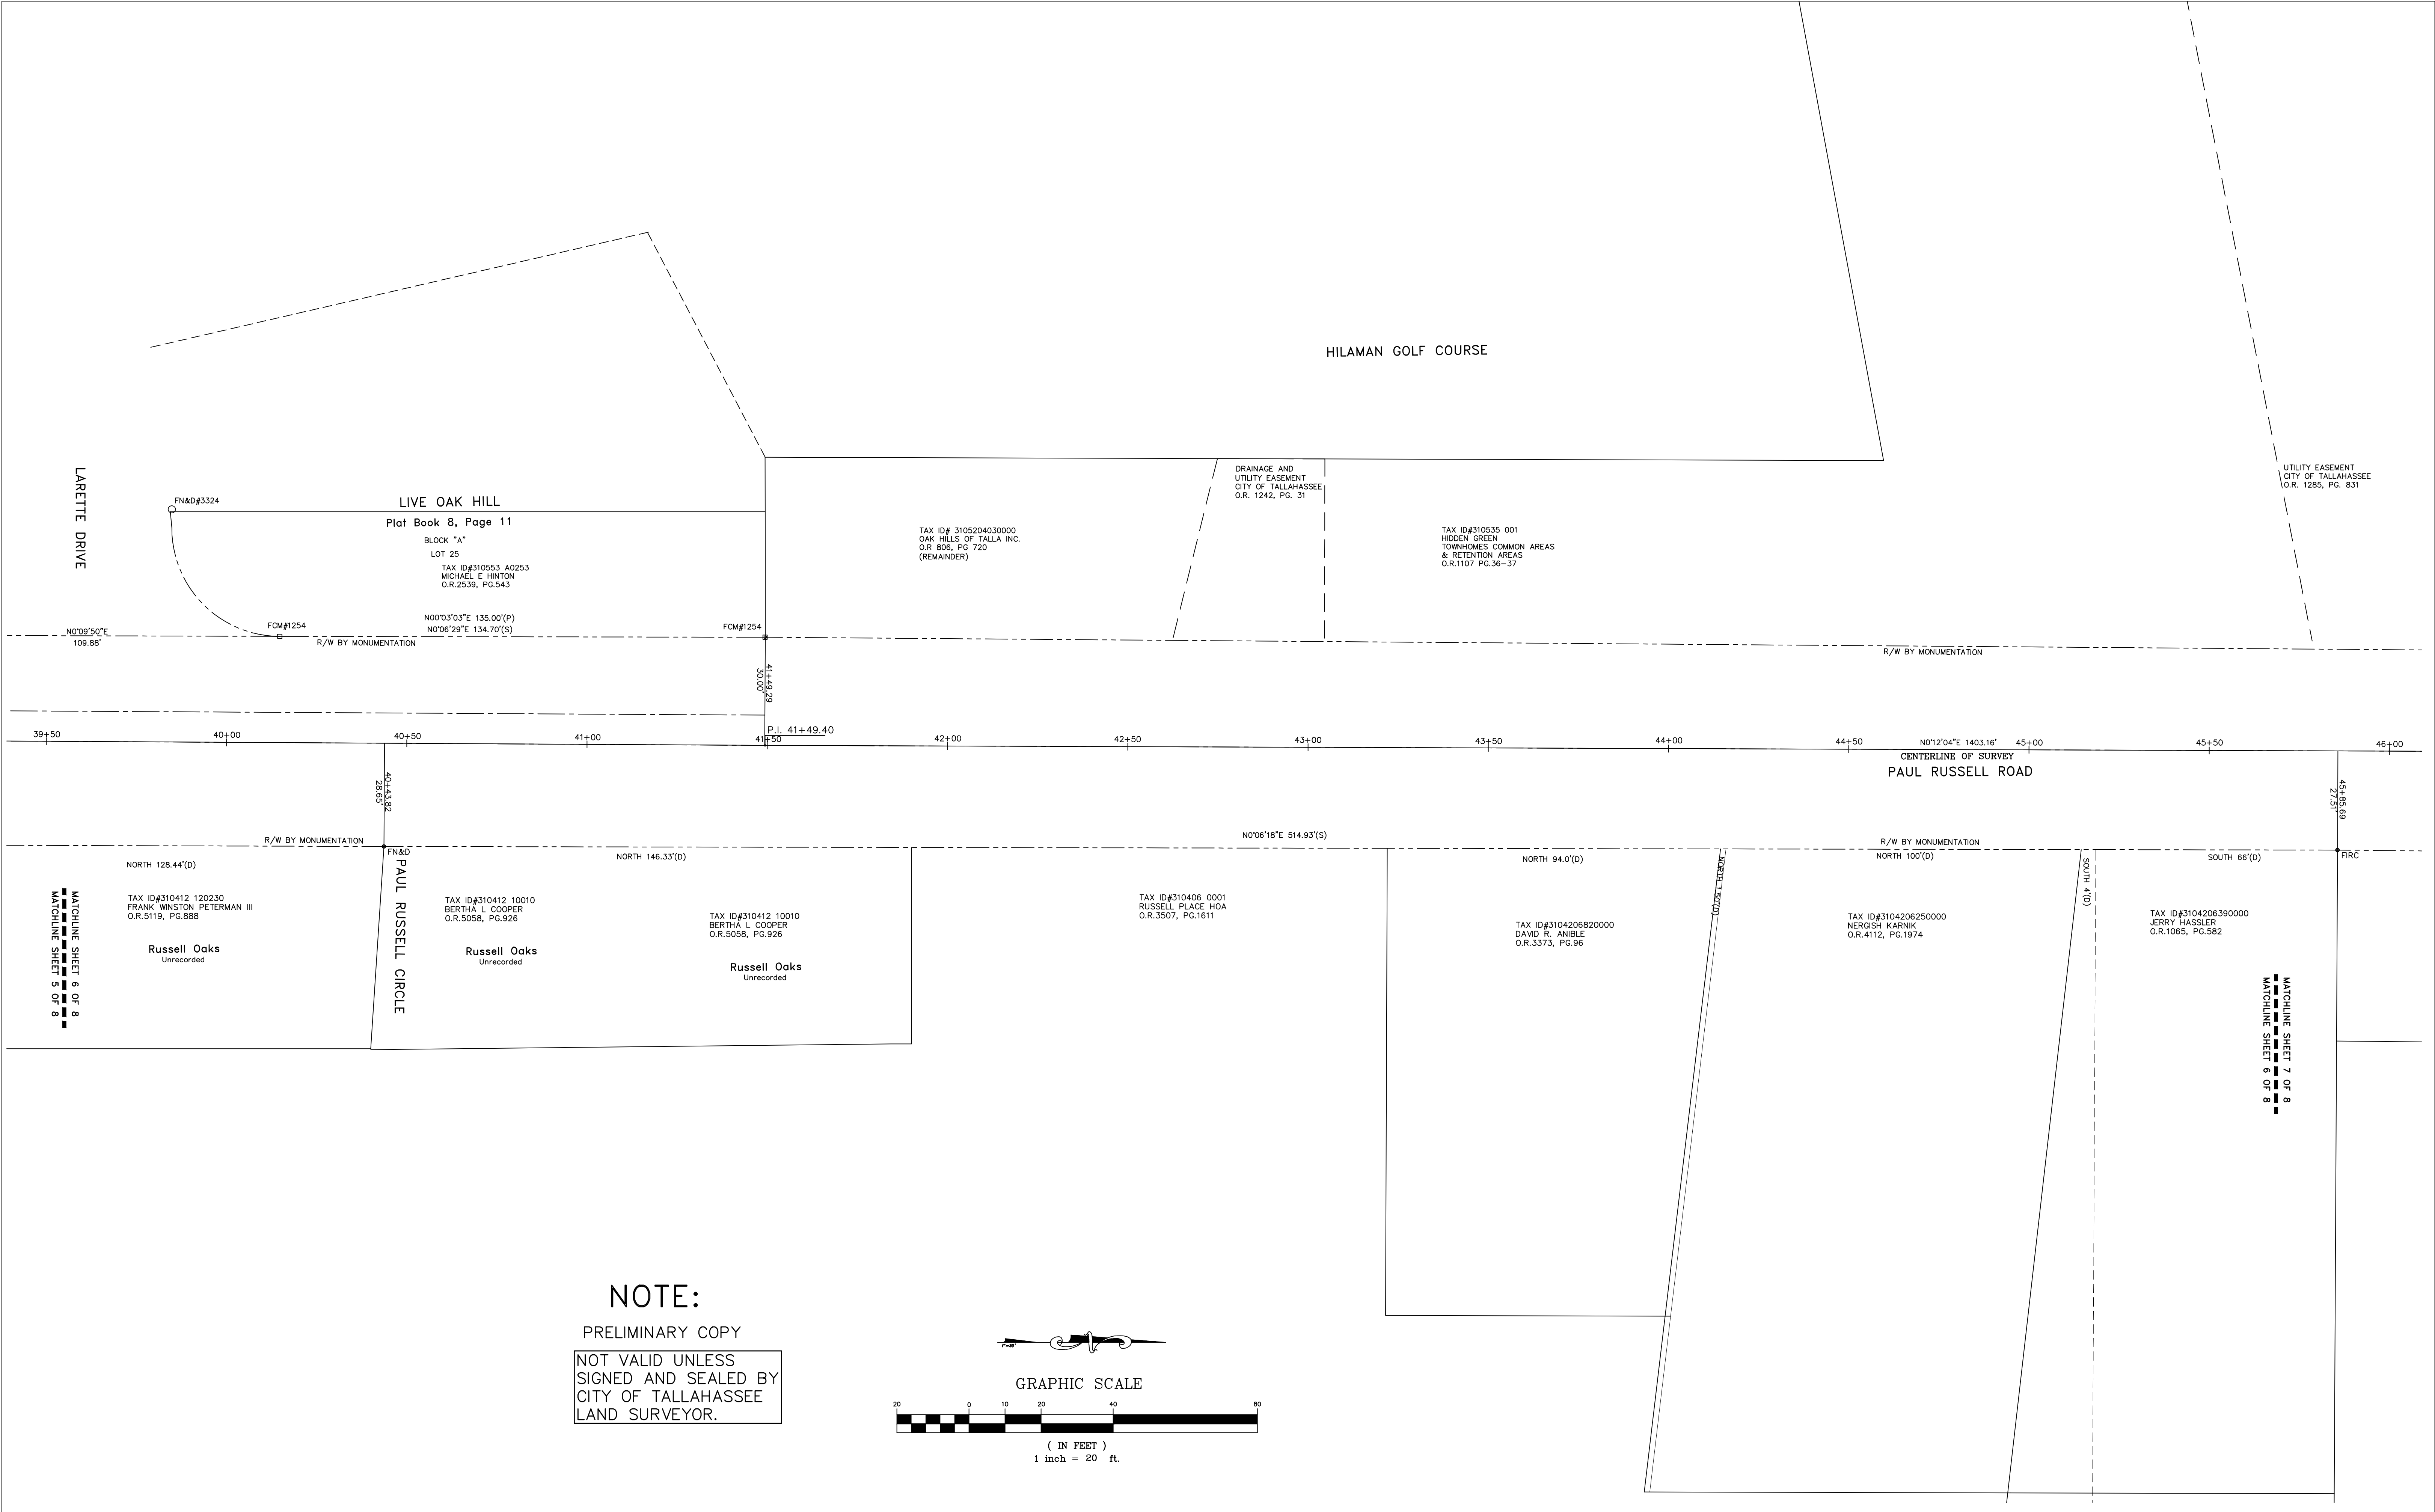 HILAMAN GOLF COURSE
LARETTE DRIVE
FN&D#3324
LIVE OAK HILL
Plat Book 8, Page 11
BLOCK "A"
LOT 25
TAX ID#310553 A0253
MICHAEL E HINTON
O.R.2539, PG.543
N00°03'03"E 135.00'(P)
N0°06'29"E 134.70'(S)
FCM#1254
FCM#1254
N0°09'50"E
109.88'
R/W BY MONUMENTATION
TAX ID# 3105204030000
OAK HILLS OF TALLA INC.
O.R 806, PG 720
(REMAINDER)
DRAINAGE AND
UTILITY EASEMENT
CITY OF TALLAHASSEE
O.R. 1242, PG. 31
TAX ID#310535 001
HIDDEN GREEN
TOWNHOMES COMMON AREAS
& RETENTION AREAS
O.R.1107 PG.36-37
UTILITY EASEMENT
CITY OF TALLAHASSEE
O.R. 1285, PG. 831
R/W BY MONUMENTATION
41+49.29
30.00'
P.I. 41+49.40
39+50
40+00
40+50
41+00
41+50
42+00
42+50
43+00
43+50
44+00
44+50
N0°12'04"E 1403.16'
45+00
45+50
46+00
CENTERLINE OF SURVEY
PAUL RUSSELL ROAD
40+43.82
28.65'
45+85.69
27.51'
R/W BY MONUMENTATION
N0°06'18"E 514.93'(S)
R/W BY MONUMENTATION
FN&D
FIRC
NORTH 128.44'(D)
NORTH 146.33'(D)
NORTH 94.0'(D)
NORTH 1.50'(D)
NORTH 100'(D)
SOUTH 4'(D)
SOUTH 66'(D)
MATCHLINE SHEET 6 OF 8
MATCHLINE SHEET 5 OF 8
TAX ID#310412 120230
FRANK WINSTON PETERMAN III
O.R.5119, PG.888
Russell Oaks
Unrecorded
PAUL RUSSELL CIRCLE
TAX ID#310412 10010
BERTHA L COOPER
O.R.5058, PG.926
Russell Oaks
Unrecorded
TAX ID#310412 10010
BERTHA L COOPER
O.R.5058, PG.926
Russell Oaks
Unrecorded
TAX ID#310406 0001
RUSSELL PLACE HOA
O.R.3507, PG.1611
TAX ID#3104206820000
DAVID R. ANIBLE
O.R.3373, PG.96
TAX ID#3104206250000
NERGISH KARNIK
O.R.4112, PG.1974
TAX ID#3104206390000
JERRY HASSLER
O.R.1065, PG.582
MATCHLINE SHEET 7 OF 8
MATCHLINE SHEET 6 OF 8
NOTE:
PRELIMINARY COPY
NOT VALID UNLESS
SIGNED AND SEALED BY
CITY OF TALLAHASSEE
LAND SURVEYOR.
1"=20'
GRAPHIC SCALE
20 0 10 20 40 80
( IN FEET )
1 inch = 20 ft.